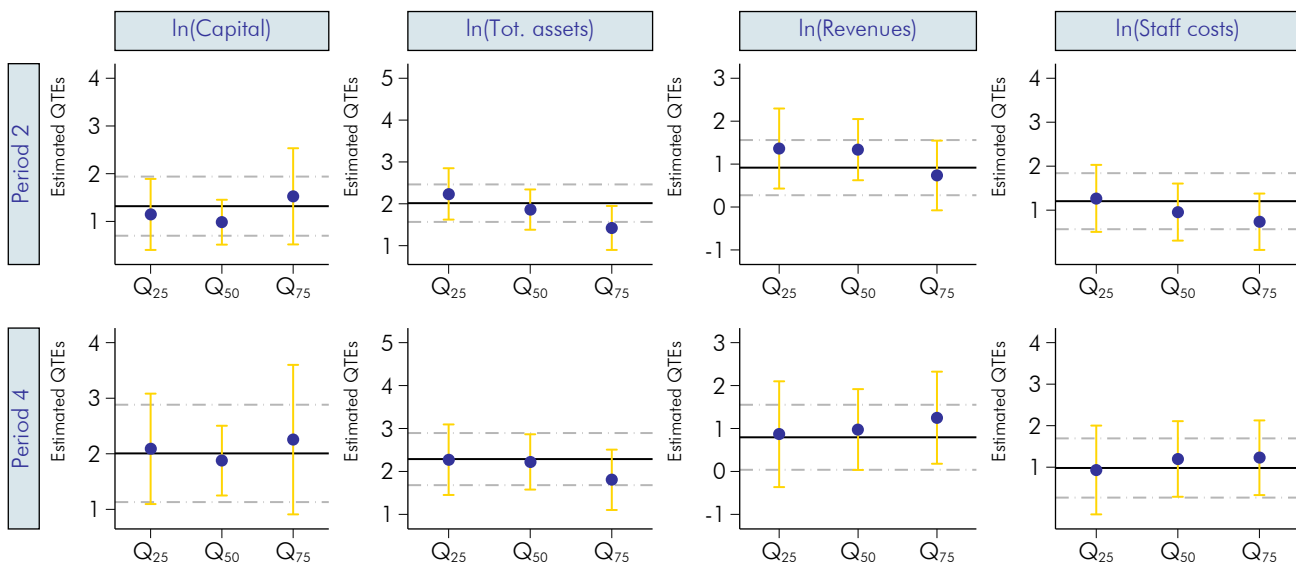 ln(Capital) ln(Tot. assets) ln(Revenues) ln(Staff costs)
Period 2
Estimated QTEs
4
3
2
1
Q25 Q50 Q75
Estimated QTEs
5
4
3
2
1
Q25 Q50 Q75
Estimated QTEs
3
2
1
0
-1
Q25 Q50 Q75
Estimated QTEs
4
3
2
1
Q25 Q50 Q75
Period 4
Estimated QTEs
4
3
2
1
Q25 Q50 Q75
Estimated QTEs
5
4
3
2
1
Q25 Q50 Q75
Estimated QTEs
3
2
1
0
-1
Q25 Q50 Q75
Estimated QTEs
4
3
2
1
Q25 Q50 Q75